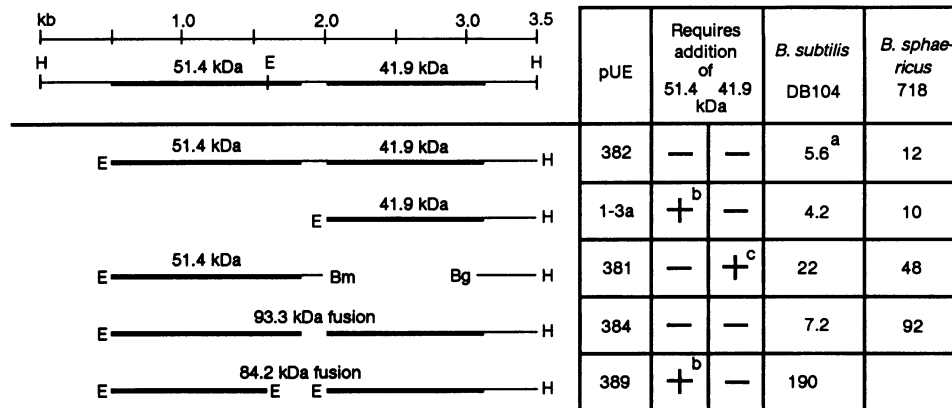 kb 1.0 2.0 3.0 3.5
H 51.4 kDa E 41.9 kDa H
pUE
Requires addition of 51.4 41.9 kDa
B. subtilis DB104
B. sphae-ricus 718
E 51.4 kDa 41.9 kDa H 382 — — 5.6a 12
E 41.9 kDa H 1-3a +b — 4.2 10
E 51.4 kDa Bm Bg H 381 — +c 22 48
E 93.3 kDa fusion H 384 — — 7.2 92
E 84.2 kDa fusion E E H 389 +b — 190